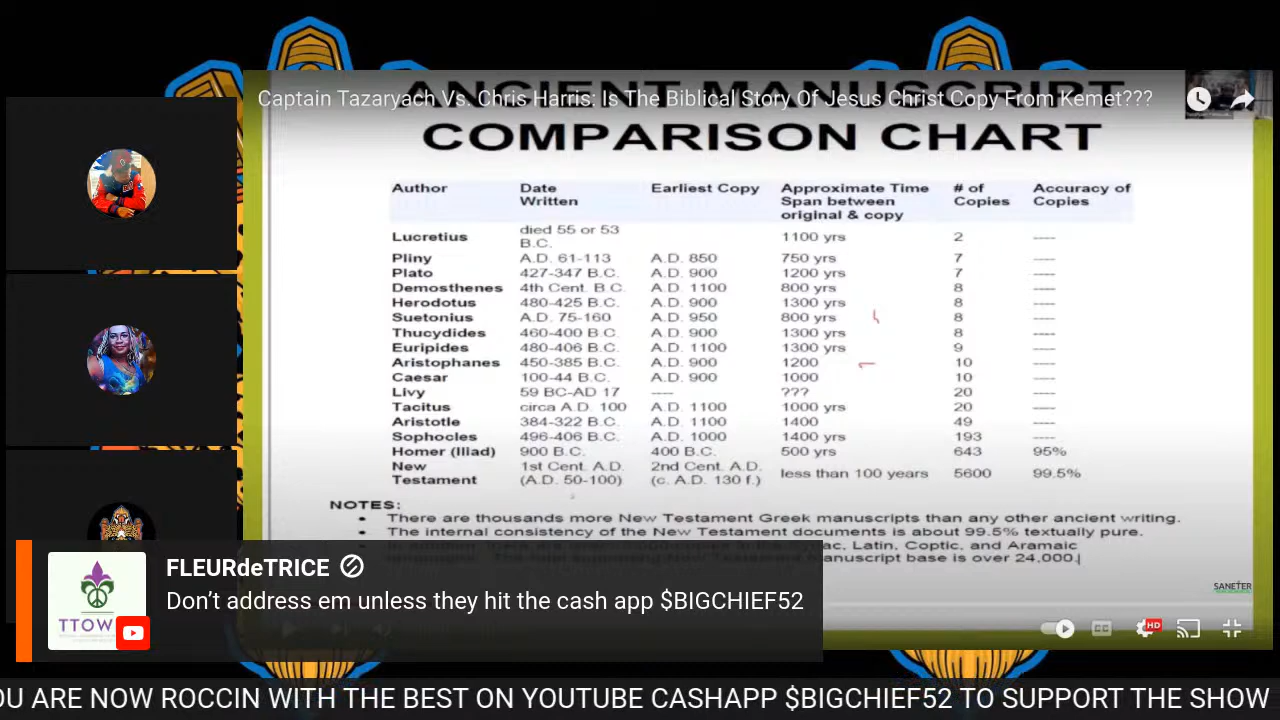 ANCIENT MANUSCRIPT
Captain Tazaryach Vs. Chris Harris: Is The Biblical Story Of Jesus Christ Copy From Kemet???
COMPARISON CHART
Author Date Written Earliest Copy Approximate Time Span between original & copy # of Copies Accuracy of Copies
Lucretius died 55 or 53 B.C. 1100 yrs 2 ----
Pliny A.D. 61-113 A.D. 850 750 yrs 7 ----
Plato 427-347 B.C. A.D. 900 1200 yrs 7 ----
Demosthenes 4th Cent. B.C. A.D. 1100 800 yrs 8 ----
Herodotus 480-425 B.C. A.D. 900 1300 yrs 8 ----
Suetonius A.D. 75-160 A.D. 950 800 yrs 8 ----
Thucydides 460-400 B.C. A.D. 900 1300 yrs 8 ----
Euripides 480-406 B.C. A.D. 1100 1300 yrs 9 ----
Aristophanes 450-385 B.C. A.D. 900 1200 10 ----
Caesar 100-44 B.C. A.D. 900 1000 10 ----
Livy 59 BC-AD 17 ---- ??? 20 ----
Tacitus circa A.D. 100 A.D. 1100 1000 yrs 20 ----
Aristotle 384-322 B.C. A.D. 1100 1400 49 ----
Sophocles 496-406 B.C. A.D. 1000 1400 yrs 193 ----
Homer (Iliad) 900 B.C. 400 B.C. 500 yrs 643 95%
New Testament 1st Cent. A.D. (A.D. 50-100) 2nd Cent. A.D. (c. A.D. 130 f.) less than 100 years 5600 99.5%
NOTES:
• There are thousands more New Testament Greek manuscripts than any other ancient writing.
• The internal consistency of the New Testament documents is about 99.5% textually pure.
Latin, Coptic, and Aramaic
manuscript base is over 24,000.
SANETER
CC
HD
FLEURdeTRICE
Don’t address em unless they hit the cash app $BIGCHIEF52
TTOW
OU ARE NOW ROCCIN WITH THE BEST ON YOUTUBE CASHAPP $BIGCHIEF52 TO SUPPORT THE SHOW